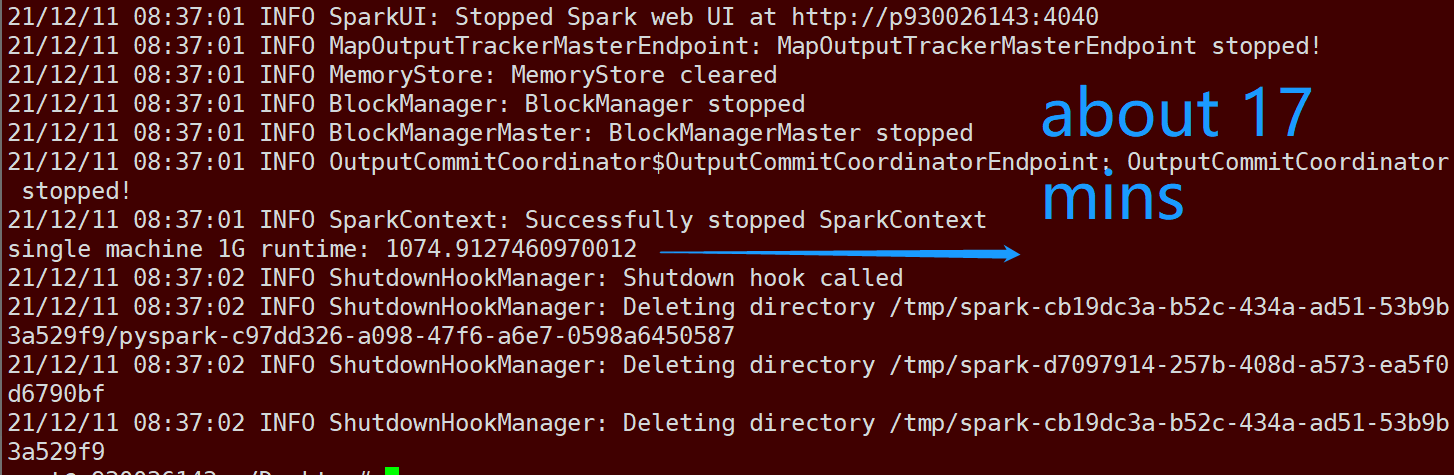 21/12/11 08:37:01 INFO SparkUI: Stopped Spark web UI at http://p930026143:4040
21/12/11 08:37:01 INFO MapOutputTrackerMasterEndpoint: MapOutputTrackerMasterEndpoint stopped!
21/12/11 08:37:01 INFO MemoryStore: MemoryStore cleared
21/12/11 08:37:01 INFO BlockManager: BlockManager stopped
21/12/11 08:37:01 INFO BlockManagerMaster: BlockManagerMaster stopped
21/12/11 08:37:01 INFO OutputCommitCoordinator$OutputCommitCoordinatorEndpoint: OutputCommitCoordinator
stopped!
21/12/11 08:37:01 INFO SparkContext: Successfully stopped SparkContext
single machine 1G runtime: 1074.9127460970012
about 17
mins
21/12/11 08:37:02 INFO ShutdownHookManager: Shutdown hook called
21/12/11 08:37:02 INFO ShutdownHookManager: Deleting directory /tmp/spark-cb19dc3a-b52c-434a-ad51-53b9b
3a529f9/pyspark-c97dd326-a098-47f6-a6e7-0598a6450587
21/12/11 08:37:02 INFO ShutdownHookManager: Deleting directory /tmp/spark-d7097914-257b-408d-a573-ea5f0
d6790bf
21/12/11 08:37:02 INFO ShutdownHookManager: Deleting directory /tmp/spark-cb19dc3a-b52c-434a-ad51-53b9b
3a529f9